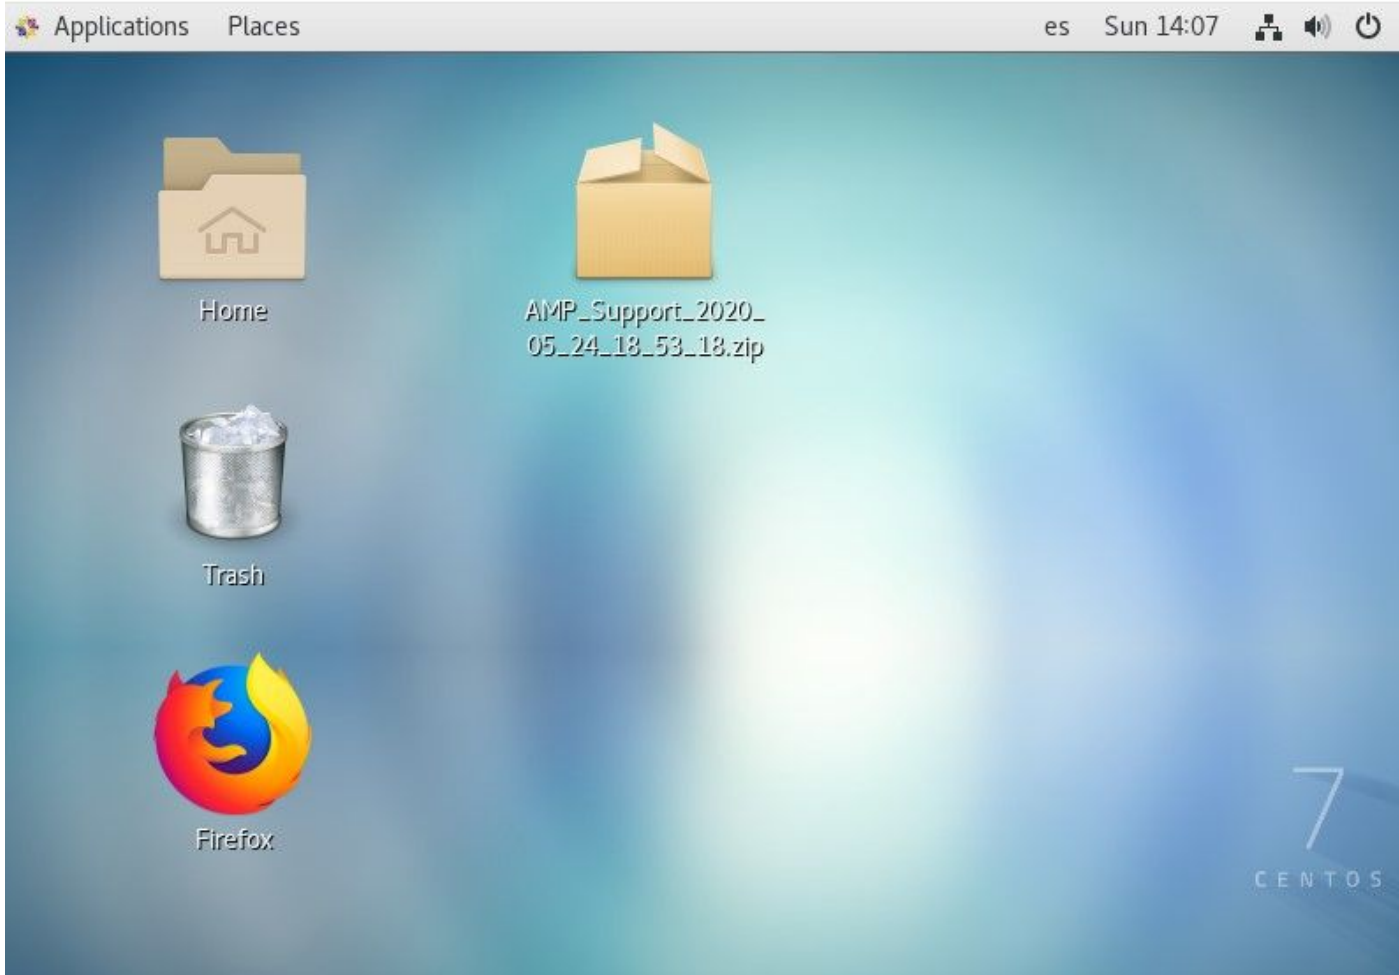 Applications Places es Sun 14:07
Home
AMP_Support_2020_
05_24_18_53_18.zip
Trash
Firefox
7
CENTOS